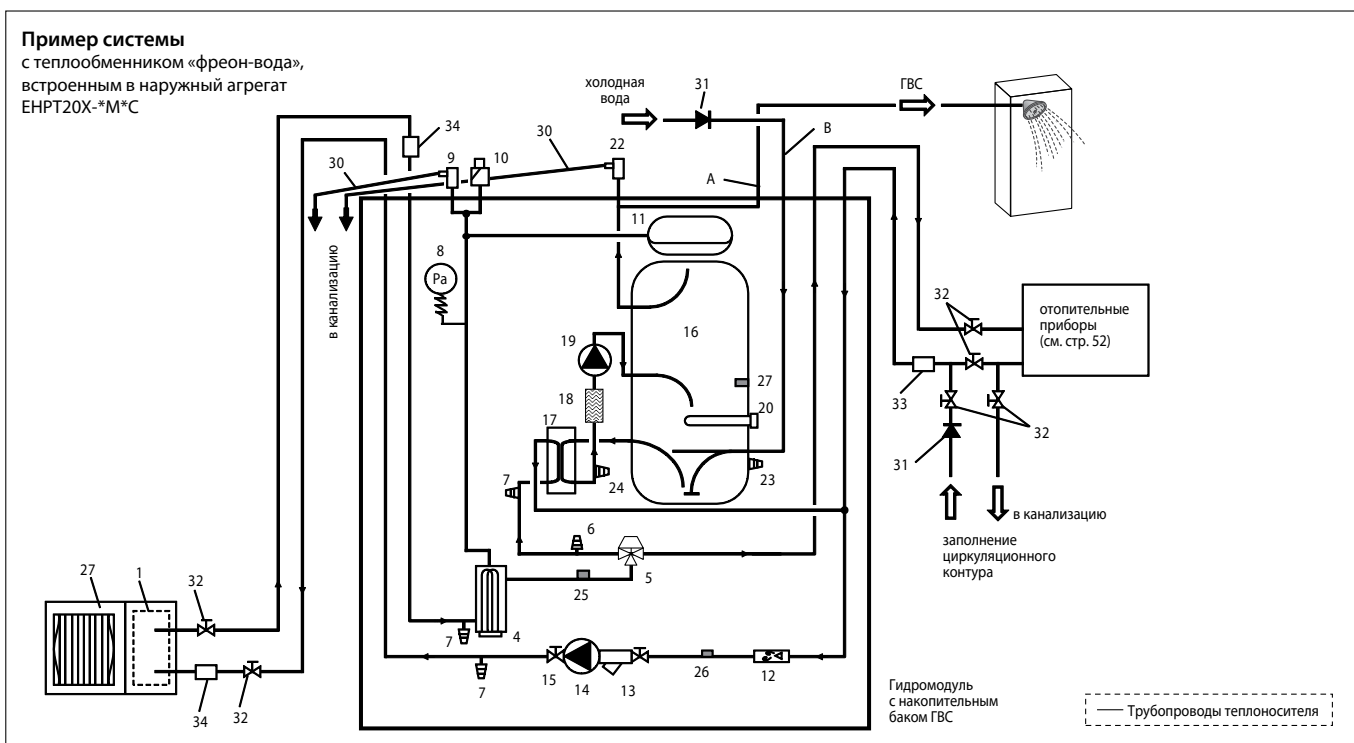 Пример системы
с теплообменником «фреон-вода»,
встроенным в наружный агрегат
EHPT20X-*M*C
холодная
вода
31
ГВС
34
30
9
10
30
22
B
A
11
8
Pa
в канализацию
16
19
27
18
20
17
7
24
23
6
5
25
4
7
7
15
14
13
26
12
32
отопительные
приборы
(см. стр. 52)
33
32
31
в канализацию
заполнение
циркуляционного
контура
27
1
32
34
32
Гидромодуль
с накопительным
баком ГВС
Трубопроводы теплоносителя